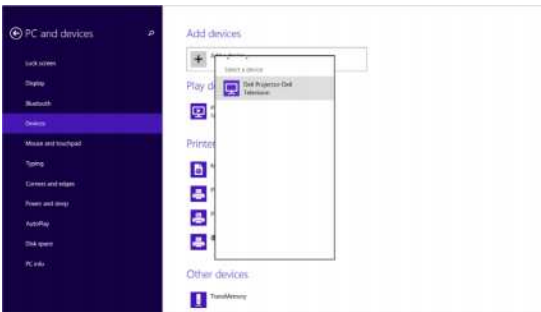 PC and devices
Lock screen
Display
Bluetooth
Devices
Mouse and touchpad
Typing
Corners and edges
Power and sleep
AutoPlay
Disk space
PC info
Add devices
Select a device
Dell Projector-Dell
Television
Play d
Printer
Other devices
TransMemory